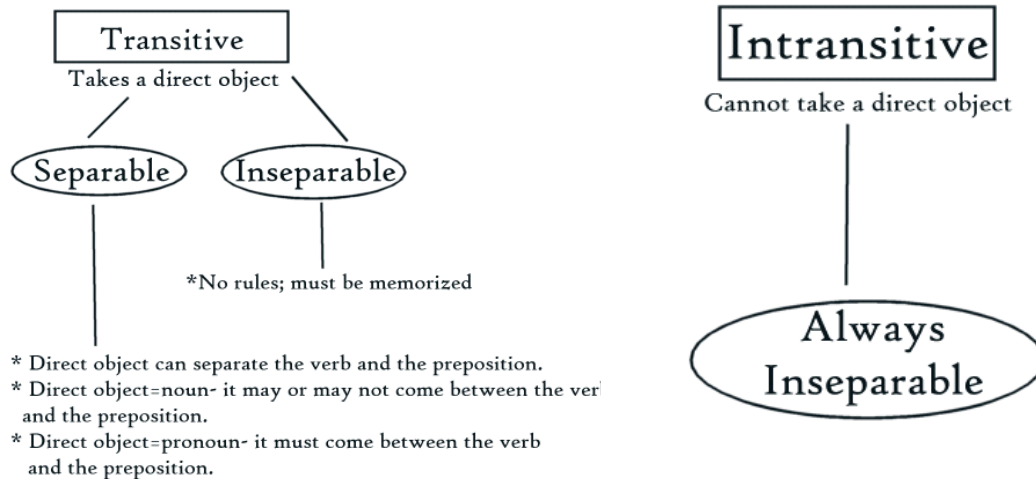 Transitive
Takes a direct object
Separable
Inseparable
*No rules; must be memorized
* Direct object can separate the verb and the preposition.
* Direct object=noun- it may or may not come between the
and the preposition.
* Direct object=pronoun- it must come between the verb
and the preposition.
Intransitive
Cannot take a direct object
Always
Inseparable